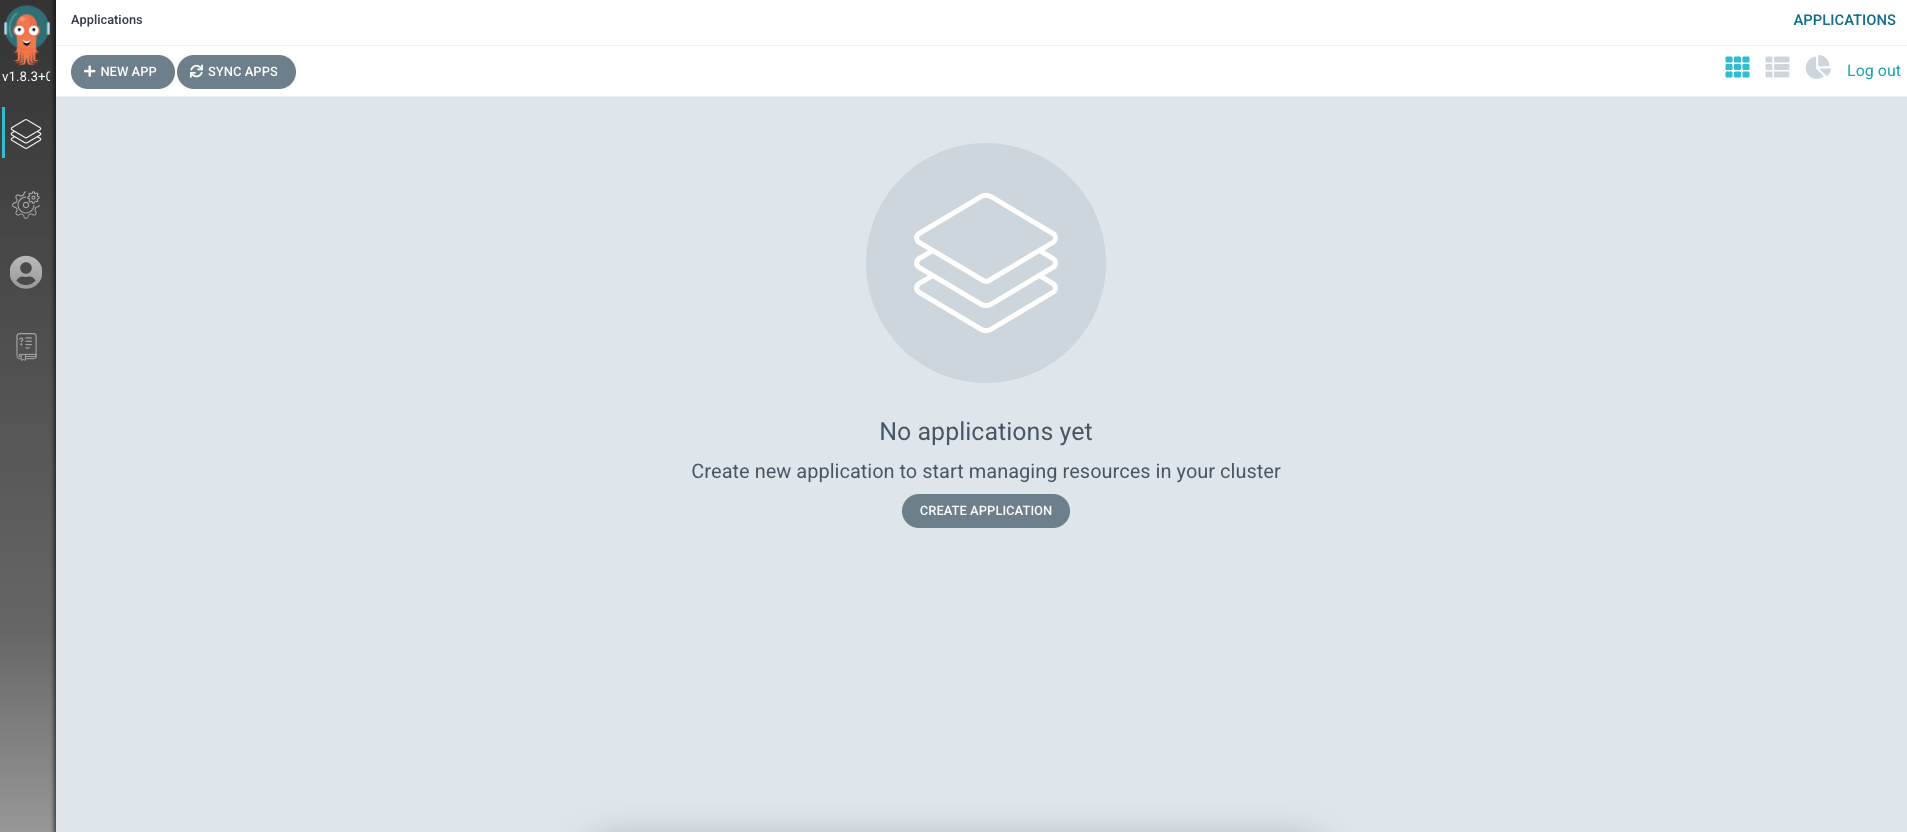 Applications
APPLICATIONS
v1.8.3+
NEW APP
SYNC APPS
Log out
No applications yet
Create new application to start managing resources in your cluster
CREATE APPLICATION